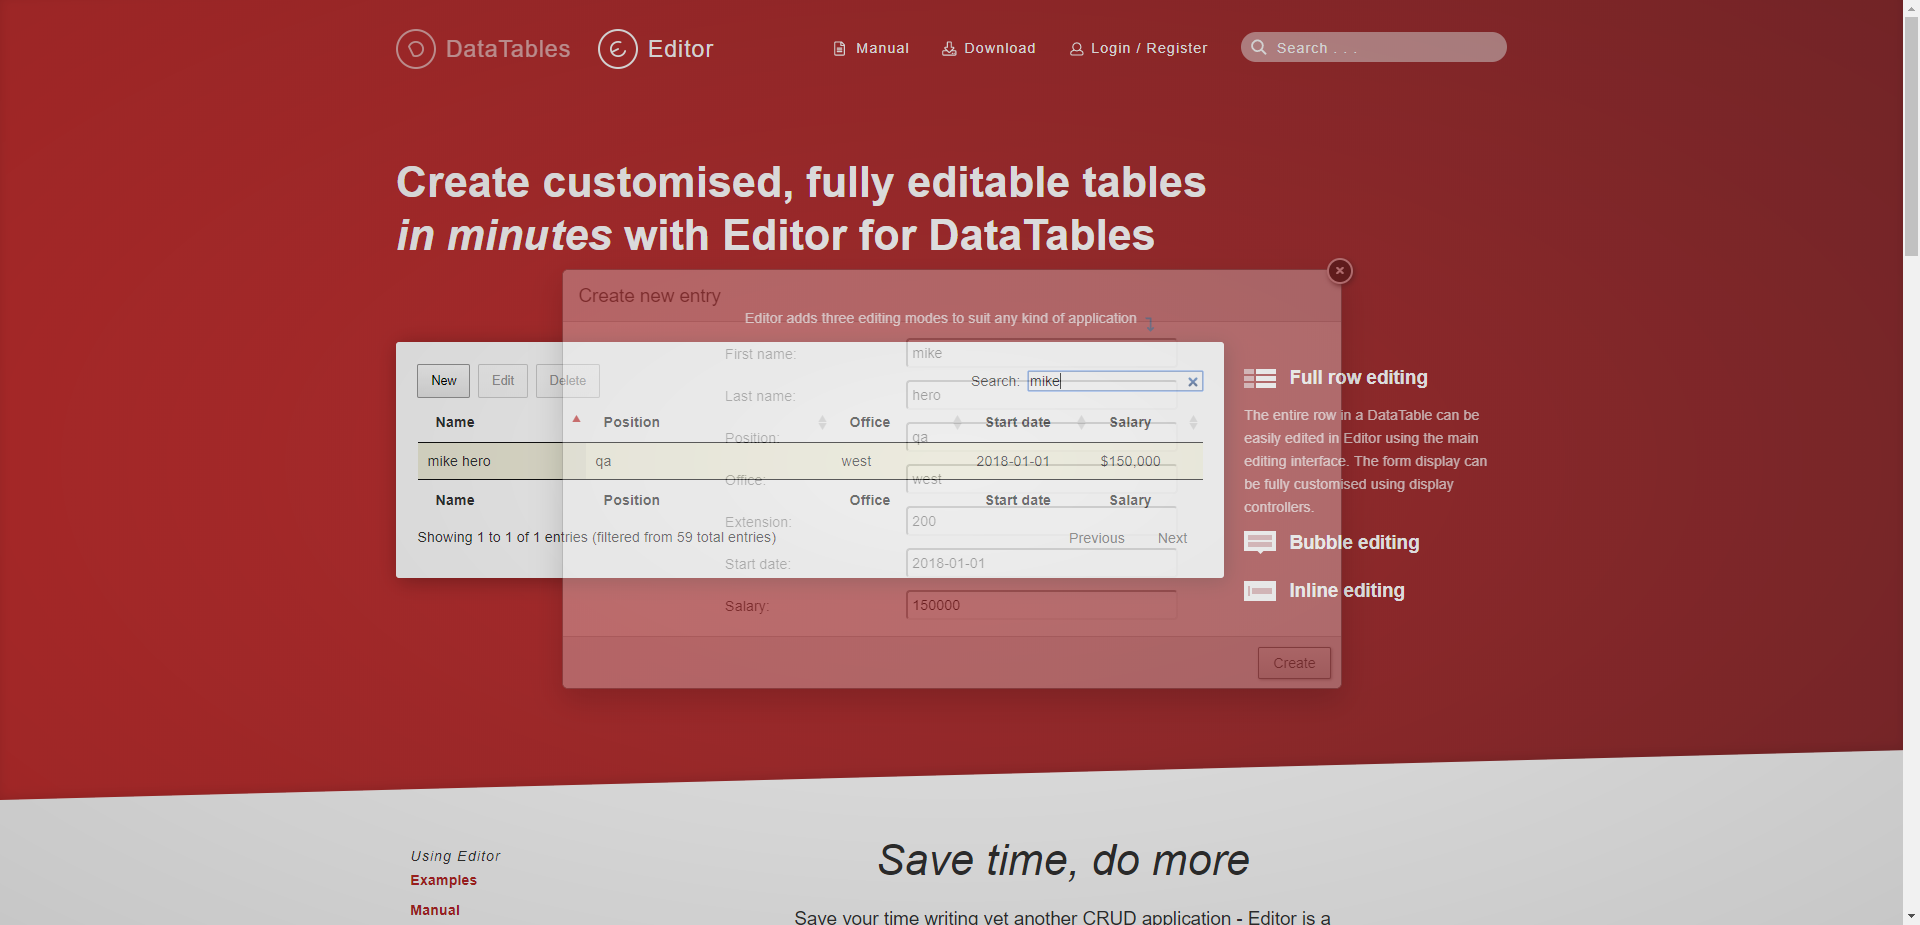 DataTables Editor Manual Download Login / Register Search . . .
Create customised, fully editable tables
in minutes with Editor for DataTables
Create new entry
Editor adds three editing modes to suit any kind of application
First name: mike
New Edit Delete Search: mike
Last name: hero
Name Position Office Start date Salary
Position: qa
mike hero qa west 2018-01-01 $150,000
Office: west
Name Position Office Start date Salary
Extension: 200
Showing 1 to 1 of 1 entries (filtered from 59 total entries) Previous Next
Start date: 2018-01-01
Salary: 150000
Create
Full row editing
The entire row in a DataTable can be
easily edited in Editor using the main
editing interface. The form display can
be fully customised using display
controllers.
Bubble editing
Inline editing
Using Editor
Examples
Manual
Save time, do more
Save your time writing yet another CRUD application - Editor is a